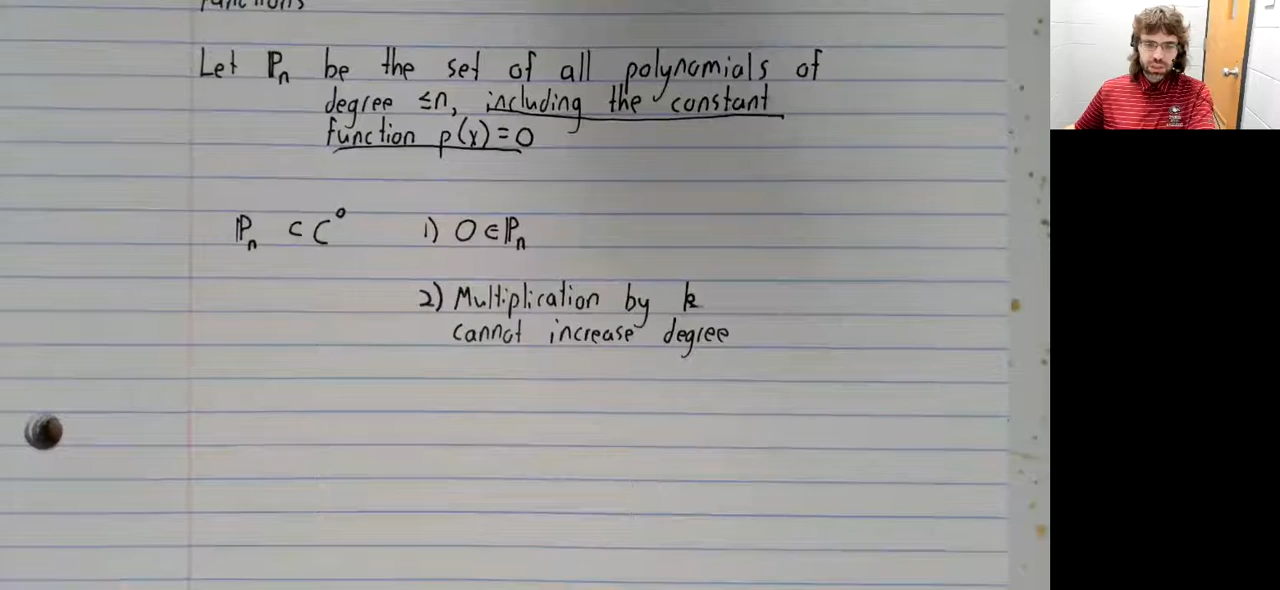 functions
Let ℙₙ be the set of all polynomials of
degree ≤n, including the constant
function p(x)=0
ℙₙ ⊂ C⁰ 1) 0 ∈ ℙₙ
2) Multiplication by k
cannot increase degree